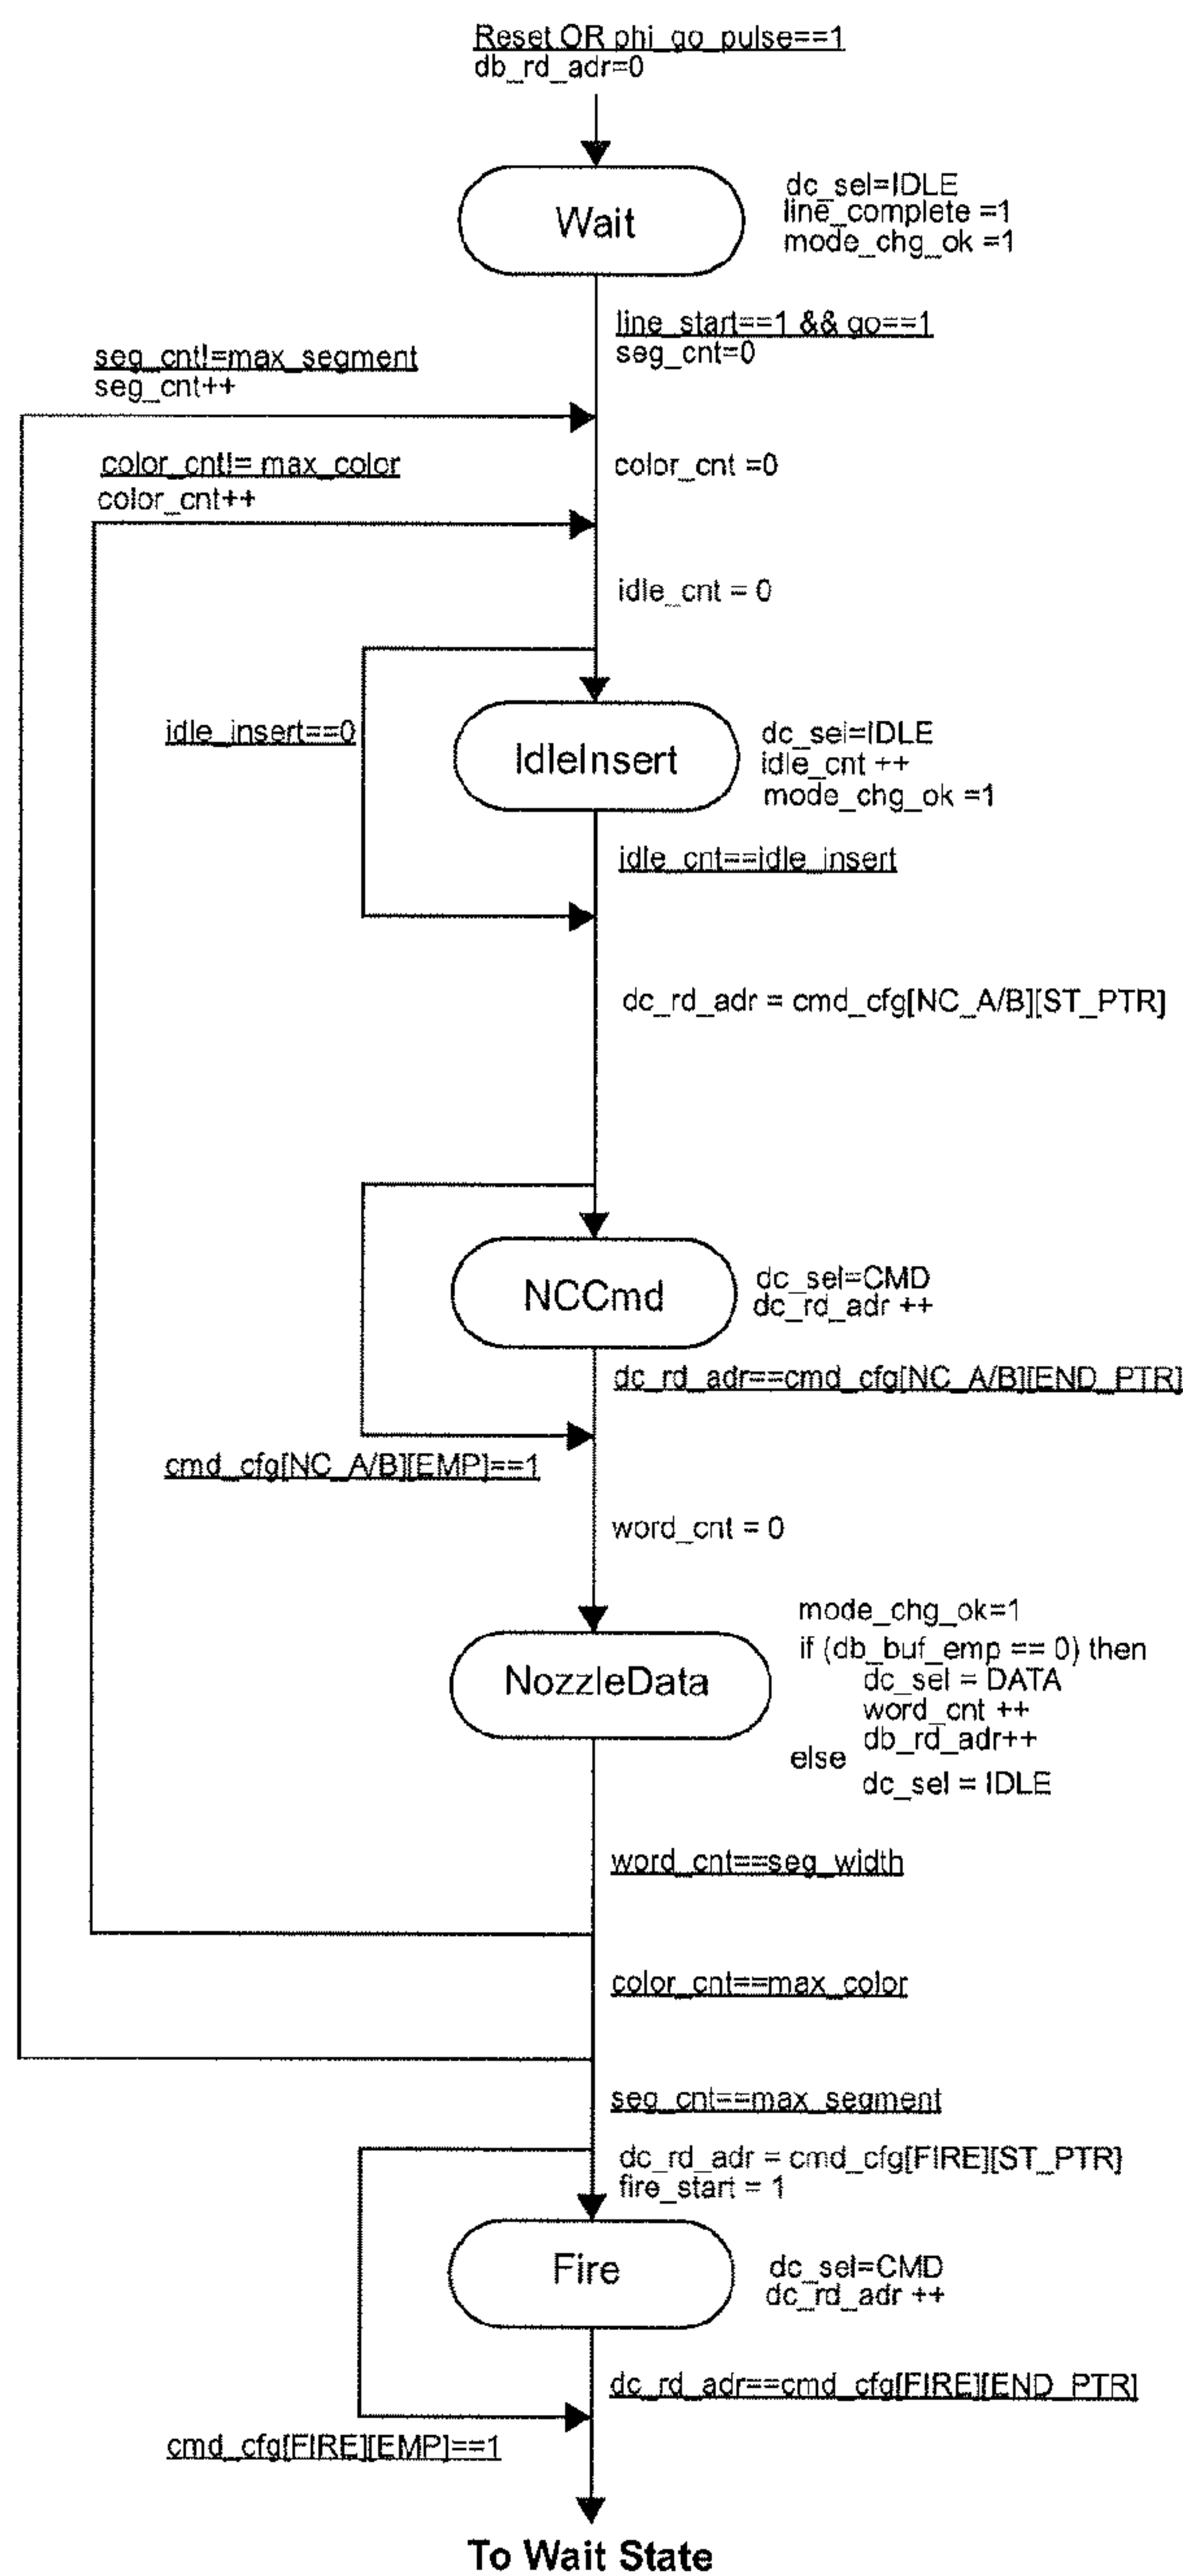 Reset OR phi_go_pulse==1
db_rd_adr=0
Wait
dc_sel=IDLE
line_complete =1
mode_chg_ok =1
line_start==1 && go==1
seg_cnt=0
seg_cnt!=max_segment
seg_cnt++
color_cnt!= max_color
color_cnt++
color_cnt =0
idle_cnt = 0
idle_insert==0
IdleInsert
dc_sel=IDLE
idle_cnt ++
mode_chg_ok =1
idle_cnt==idle_insert
dc_rd_adr = cmd_cfg[NC_A/B][ST_PTR]
NCCmd
dc_sel=CMD
dc_rd_adr ++
dc_rd_adr==cmd_cfg[NC_A/B][END_PTR]
cmd_cfg[NC_A/B][EMP]==1
word_cnt = 0
NozzleData
mode_chg_ok=1
if (db_buf_emp == 0) then
dc_sel = DATA
word_cnt ++
db_rd_adr++
else
dc_sel = IDLE
word_cnt==seg_width
color_cnt==max_color
seg_cnt==max_segment
dc_rd_adr = cmd_cfg[FIRE][ST_PTR]
fire_start = 1
Fire
dc_sel=CMD
dc_rd_adr ++
dc_rd_adr==cmd_cfg[FIRE][END_PTR]
cmd_cfg[FIRE][EMP]==1
To Wait State